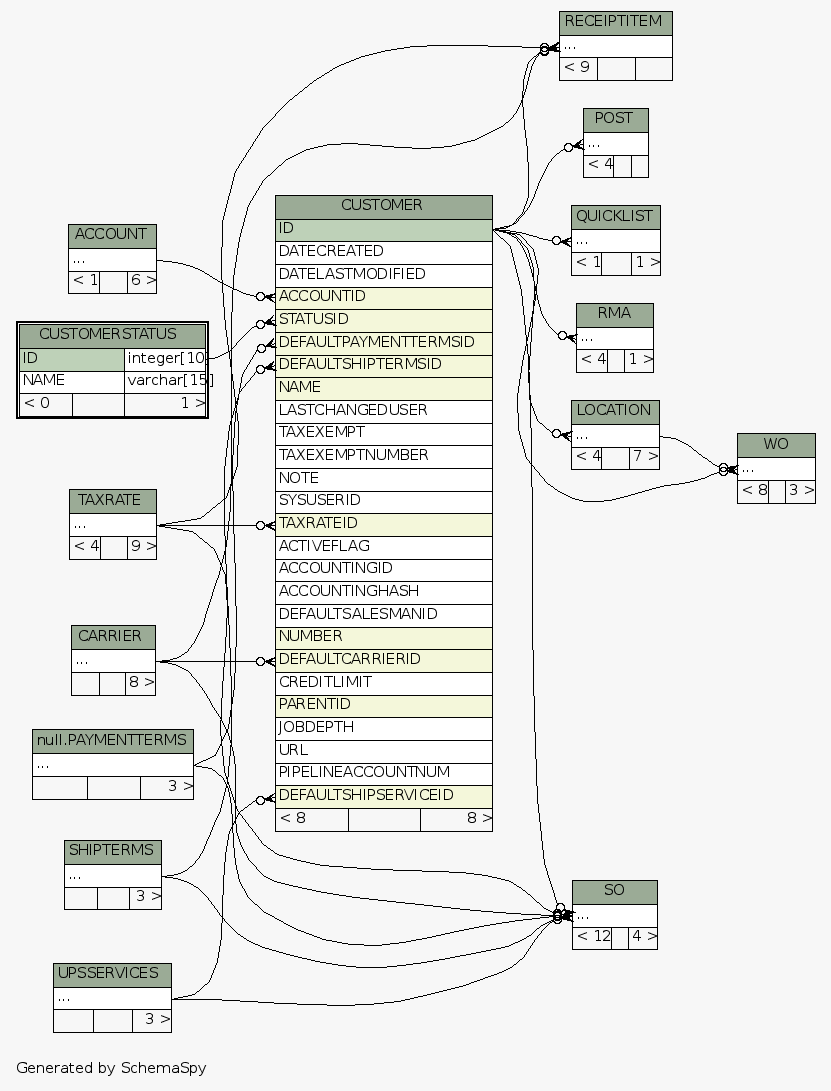 RECEIPTITEM
...
< 9
POST
...
< 4
CUSTOMER
ID
DATECREATED
DATELASTMODIFIED
ACCOUNTID
STATUSID
DEFAULTPAYMENTTERMSID
DEFAULTSHIPTERMSID
NAME
LASTCHANGEDUSER
TAXEXEMPT
TAXEXEMPTNUMBER
NOTE
SYSUSERID
TAXRATEID
ACTIVEFLAG
ACCOUNTINGID
ACCOUNTINGHASH
DEFAULTSALESMANID
NUMBER
DEFAULTCARRIERID
CREDITLIMIT
PARENTID
JOBDEPTH
URL
PIPELINEACCOUNTNUM
DEFAULTSHIPSERVICEID
< 8 8 >
QUICKLIST
...
< 1 1 >
ACCOUNT
...
< 1 6 >
RMA
...
< 4 1 >
CUSTOMERSTATUS
ID integer[10]
NAME varchar[15]
< 0 1 >
LOCATION
...
< 4 7 >
WO
...
< 8 3 >
TAXRATE
...
< 4 9 >
CARRIER
...
8 >
null.PAYMENTTERMS
...
3 >
SHIPTERMS
...
3 >
SO
...
< 12 4 >
UPSSERVICES
...
3 >
Generated by SchemaSpy